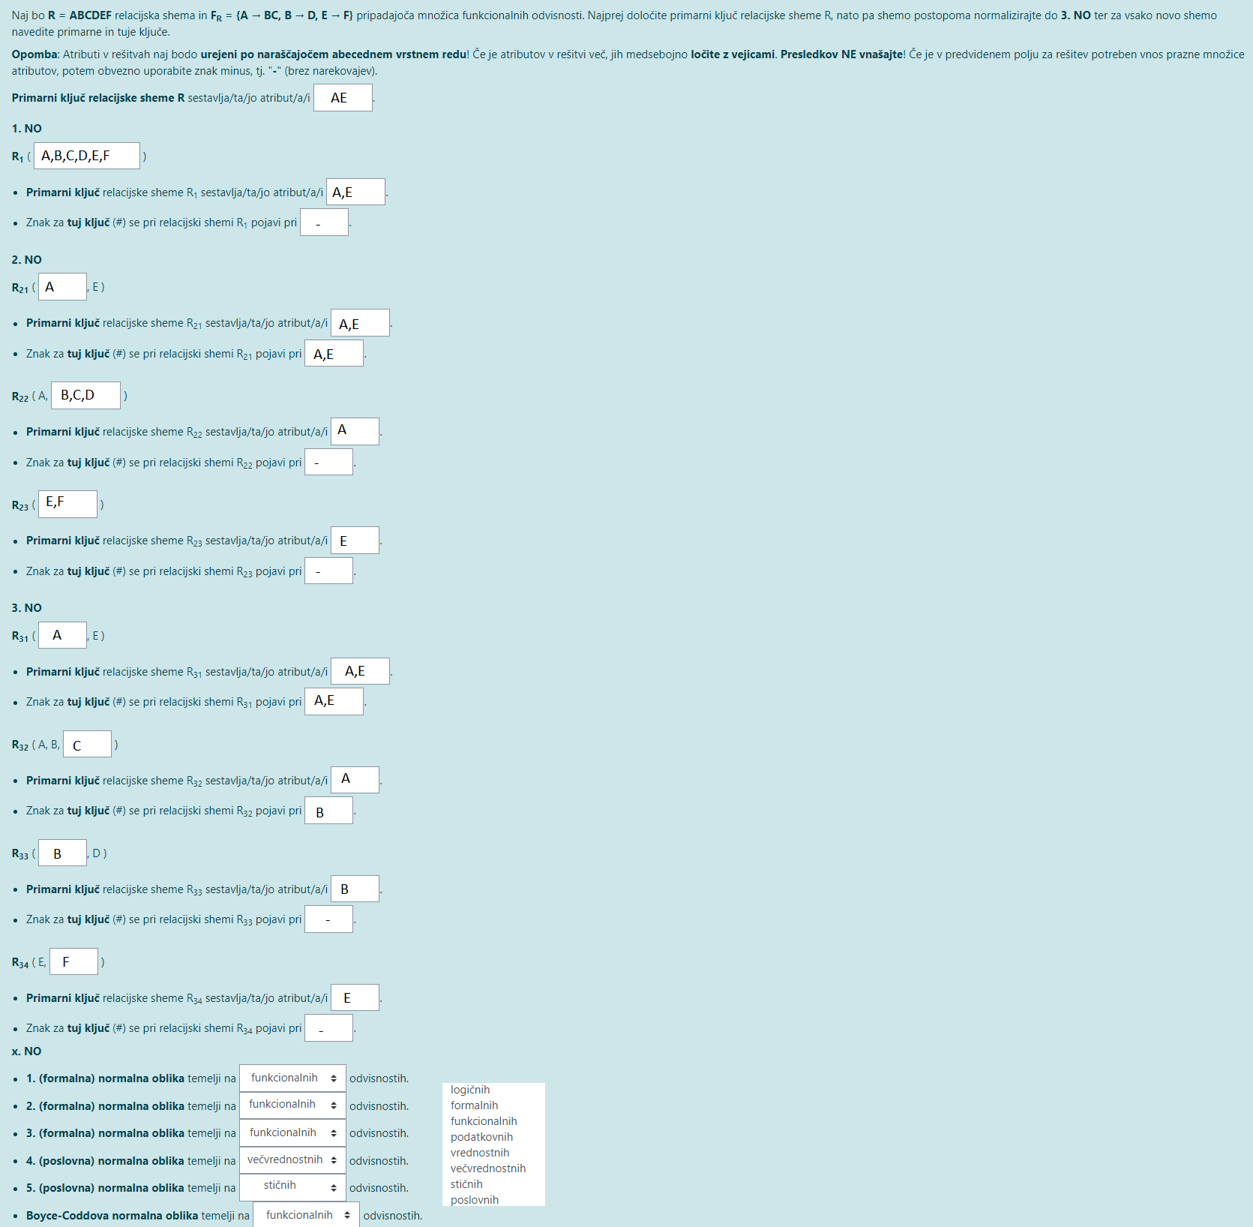 Naj bo R = ABCDEF relacijska shema in FR = {A → BC, B → D, E → F} pripadajoča množica funkcionalnih odvisnosti. Najprej določite primarni ključ relacijske sheme R, nato pa shemo postopoma normalizirajte do 3. NO ter za vsako novo shemo
navedite primarne in tuje ključe.
Opomba: Atributi v rešitvah naj bodo urejeni po naraščajočem abecednem vrstnem redu! Če je atributov v rešitvi več, jih medsebojno ločite z vejicami. Presledkov NE vnašajte! Če je v predvidenem polju za rešitev potreben vnos prazne množice
atributov, potem obvezno uporabite znak minus, tj. "-" (brez narekovajev).
Primarni ključ relacijske sheme R sestavlja/ta/jo atribut/a/i AE .
1. NO
R1 ( A,B,C,D,E,F )
• Primarni ključ relacijske sheme R1 sestavlja/ta/jo atribut/a/i A,E .
• Znak za tuj ključ (#) se pri relacijski shemi R1 pojavi pri - .
2. NO
R21 ( A , E )
• Primarni ključ relacijske sheme R21 sestavlja/ta/jo atribut/a/i A,E .
• Znak za tuj ključ (#) se pri relacijski shemi R21 pojavi pri A,E .
R22 ( A, B,C,D )
• Primarni ključ relacijske sheme R22 sestavlja/ta/jo atribut/a/i A .
• Znak za tuj ključ (#) se pri relacijski shemi R22 pojavi pri - .
R23 ( E,F )
• Primarni ključ relacijske sheme R23 sestavlja/ta/jo atribut/a/i E .
• Znak za tuj ključ (#) se pri relacijski shemi R23 pojavi pri - .
3. NO
R31 ( A , E )
• Primarni ključ relacijske sheme R31 sestavlja/ta/jo atribut/a/i A,E .
• Znak za tuj ključ (#) se pri relacijski shemi R31 pojavi pri A,E .
R32 ( A, B, C )
• Primarni ključ relacijske sheme R32 sestavlja/ta/jo atribut/a/i A .
• Znak za tuj ključ (#) se pri relacijski shemi R32 pojavi pri B .
R33 ( B , D )
• Primarni ključ relacijske sheme R33 sestavlja/ta/jo atribut/a/i B .
• Znak za tuj ključ (#) se pri relacijski shemi R33 pojavi pri - .
R34 ( E, F )
• Primarni ključ relacijske sheme R34 sestavlja/ta/jo atribut/a/i E .
• Znak za tuj ključ (#) se pri relacijski shemi R34 pojavi pri - .
x. NO
• 1. (formalna) normalna oblika temelji na funkcionalnih odvisnostih.
• 2. (formalna) normalna oblika temelji na funkcionalnih odvisnostih.
• 3. (formalna) normalna oblika temelji na funkcionalnih odvisnostih.
• 4. (poslovna) normalna oblika temelji na večvrednostnih odvisnostih.
• 5. (poslovna) normalna oblika temelji na stičnih odvisnostih.
• Boyce-Coddova normalna oblika temelji na funkcionalnih odvisnostih.
logičnih
formalnih
funkcionalnih
podatkovnih
vrednostnih
večvrednostnih
stičnih
poslovnih